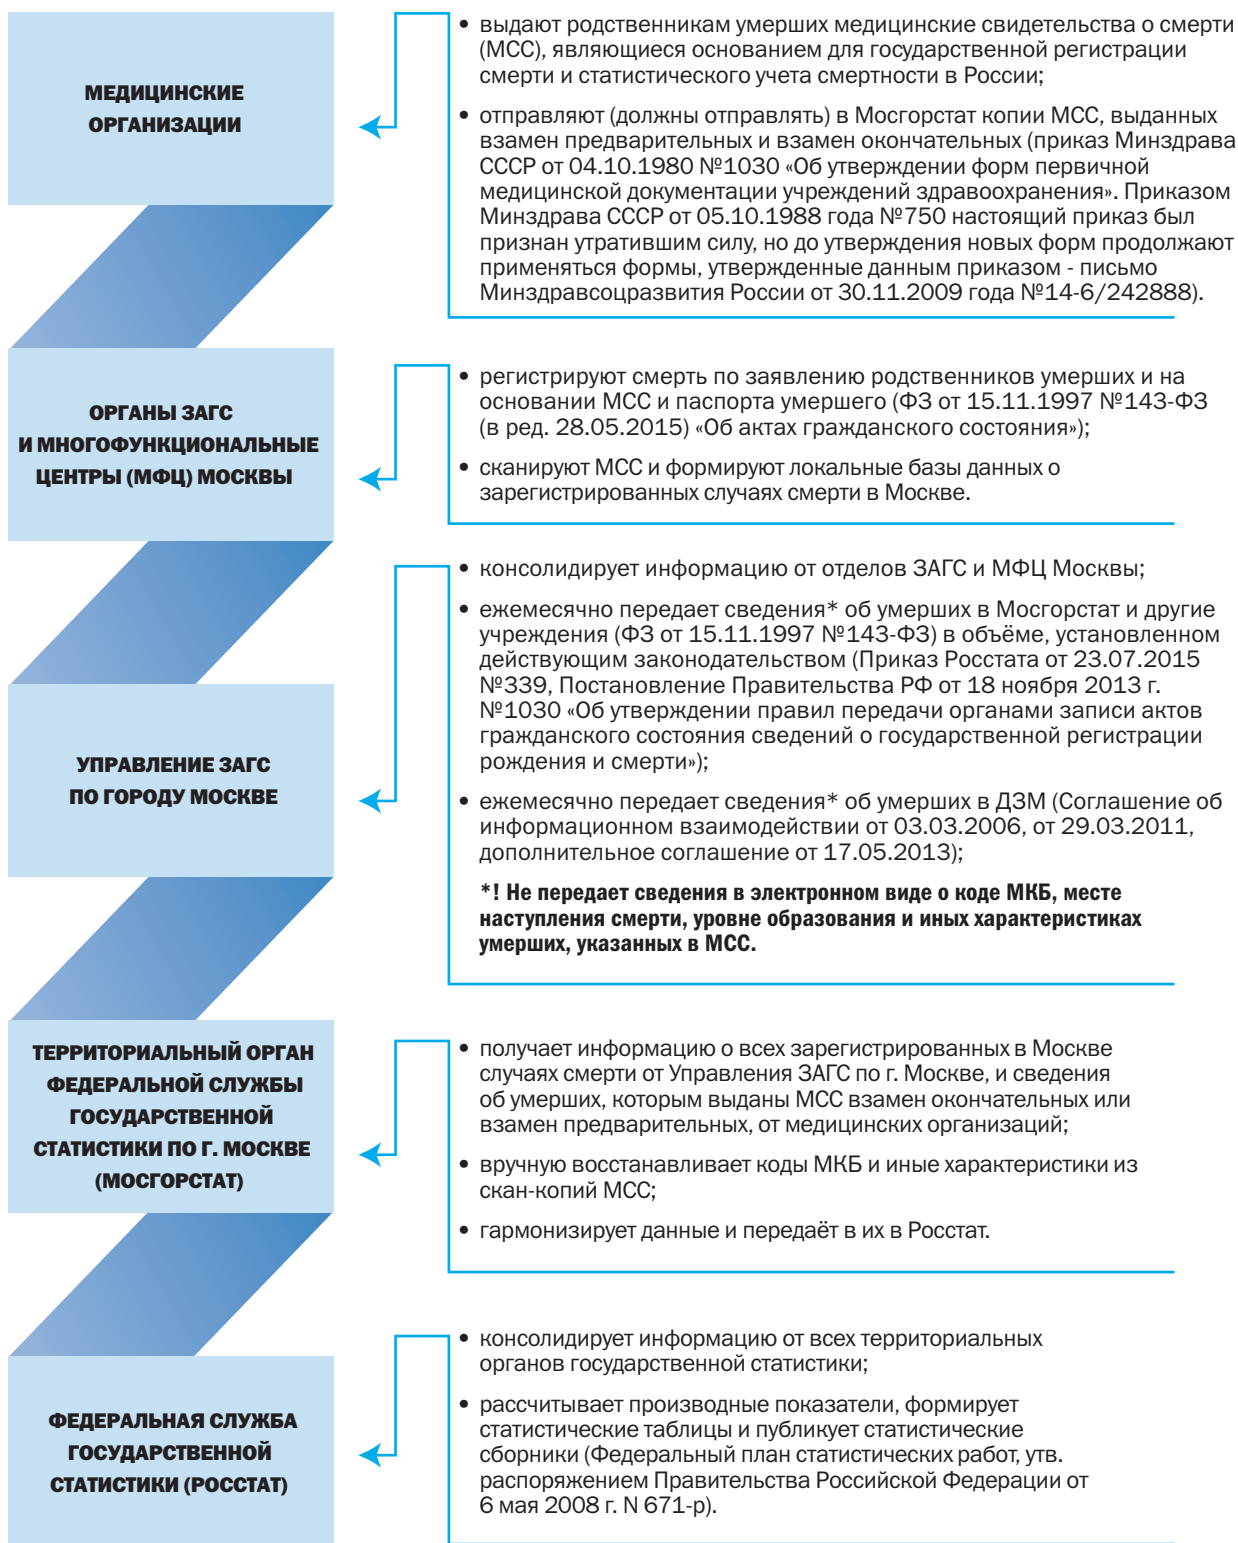 МЕДИЦИНСКИЕ
ОРГАНИЗАЦИИ
• выдают родственникам умерших медицинские свидетельства о смерти
(МСС), являющиеся основанием для государственной регистрации
смерти и статистического учета смертности в России;
• отправляют (должны отправлять) в Мосгорстат копии МСС, выданных
взамен предварительных и взамен окончательных (приказ Минздрава
СССР от 04.10.1980 №1030 «Об утверждении форм первичной
медицинской документации учреждений здравоохранения». Приказом
Минздрава СССР от 05.10.1988 года №750 настоящий приказ был
признан утратившим силу, но до утверждения новых форм продолжают
применяться формы, утвержденные данным приказом - письмо
Минздравсоцразвития России от 30.11.2009 года №14-6/242888).
ОРГАНЫ ЗАГС
И МНОГОФУНКЦИОНАЛЬНЫЕ
ЦЕНТРЫ (МФЦ) МОСКВЫ
• регистрируют смерть по заявлению родственников умерших и на
основании МСС и паспорта умершего (ФЗ от 15.11.1997 №143-ФЗ
(в ред. 28.05.2015) «Об актах гражданского состояния»);
• сканируют МСС и формируют локальные базы данных о
зарегистрированных случаях смерти в Москве.
УПРАВЛЕНИЕ ЗАГС
ПО ГОРОДУ МОСКВЕ
• консолидирует информацию от отделов ЗАГС и МФЦ Москвы;
• ежемесячно передает сведения* об умерших в Мосгорстат и другие
учреждения (ФЗ от 15.11.1997 №143-ФЗ) в объёме, установленном
действующим законодательством (Приказ Росстата от 23.07.2015
№339, Постановление Правительства РФ от 18 ноября 2013 г.
№1030 «Об утверждении правил передачи органами записи актов
гражданского состояния сведений о государственной регистрации
рождения и смерти»);
• ежемесячно передает сведения* об умерших в ДЗМ (Соглашение об
информационном взаимодействии от 03.03.2006, от 29.03.2011,
дополнительное соглашение от 17.05.2013);
*! Не передает сведения в электронном виде о коде МКБ, месте
наступления смерти, уровне образования и иных характеристиках
умерших, указанных в МСС.
ТЕРРИТОРИАЛЬНЫЙ ОРГАН
ФЕДЕРАЛЬНОЙ СЛУЖБЫ
ГОСУДАРСТВЕННОЙ
СТАТИСТИКИ ПО Г. МОСКВЕ
(МОСГОРСТАТ)
• получает информацию о всех зарегистрированных в Москве
случаях смерти от Управления ЗАГС по г. Москве, и сведения
об умерших, которым выданы МСС взамен окончательных или
взамен предварительных, от медицинских организаций;
• вручную восстанавливает коды МКБ и иные характеристики из
скан-копий МСС;
• гармонизирует данные и передаёт в их в Росстат.
ФЕДЕРАЛЬНАЯ СЛУЖБА
ГОСУДАРСТВЕННОЙ
СТАТИСТИКИ (РОССТАТ)
• консолидирует информацию от всех территориальных
органов государственной статистики;
• рассчитывает производные показатели, формирует
статистические таблицы и публикует статистические
сборники (Федеральный план статистических работ, утв.
распоряжением Правительства Российской Федерации от
6 мая 2008 г. N 671-р).